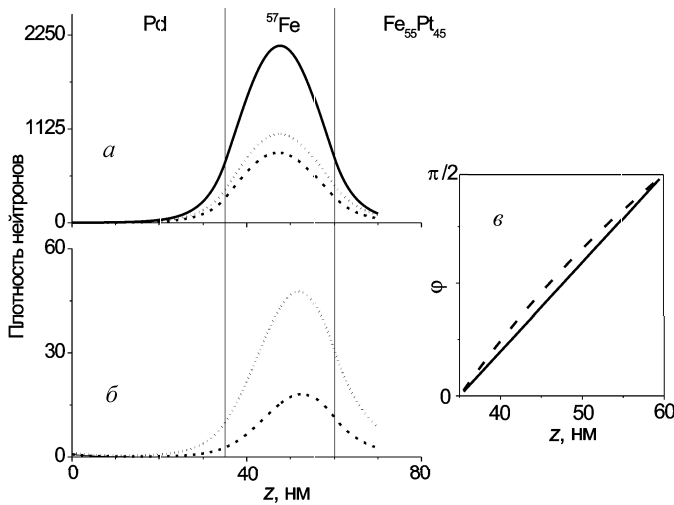 Pd ⁵⁷Fe Fe₅₅Pt₄₅
2250
1125
0
а
Плотность нейтронов
60
30
0
б
0 40 80
z, нм
π/2
φ
0
в
40 50 60
z, нм